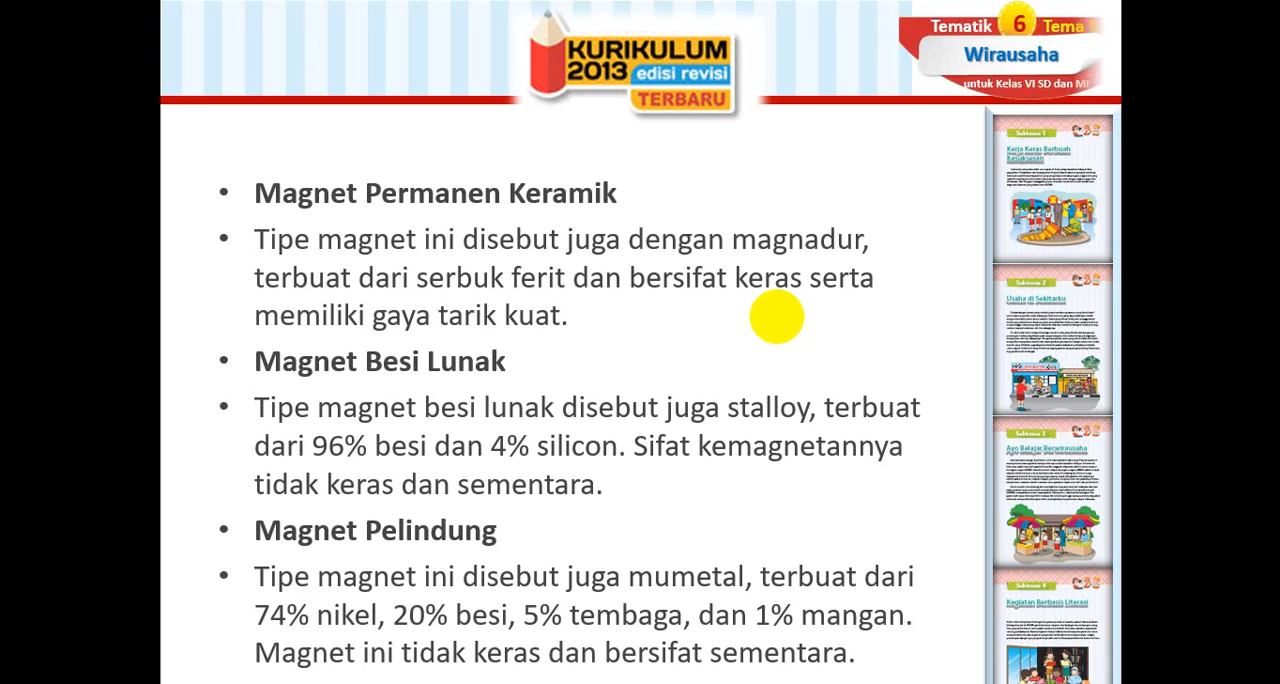 KURIKULUM
2013 edisi revisi
TERBARU
Tematik 6 Tema
Wirausaha
untuk Kelas VI SD dan MI
• Magnet Permanen Keramik
• Tipe magnet ini disebut juga dengan magnadur,
terbuat dari serbuk ferit dan bersifat keras serta
memiliki gaya tarik kuat.
• Magnet Besi Lunak
• Tipe magnet besi lunak disebut juga stalloy, terbuat
dari 96% besi dan 4% silicon. Sifat kemagnetannya
tidak keras dan sementara.
• Magnet Pelindung
• Tipe magnet ini disebut juga mumetal, terbuat dari
74% nikel, 20% besi, 5% tembaga, dan 1% mangan.
Magnet ini tidak keras dan bersifat sementara.
Subtema 1
Kerja Keras Berbuah
Kesuksesan
Subtema 2
Usaha di Sekitarku
Subtema 3
Ayo Belajar Berwirausaha
Subtema 4
Kegiatan Berbasis Literasi